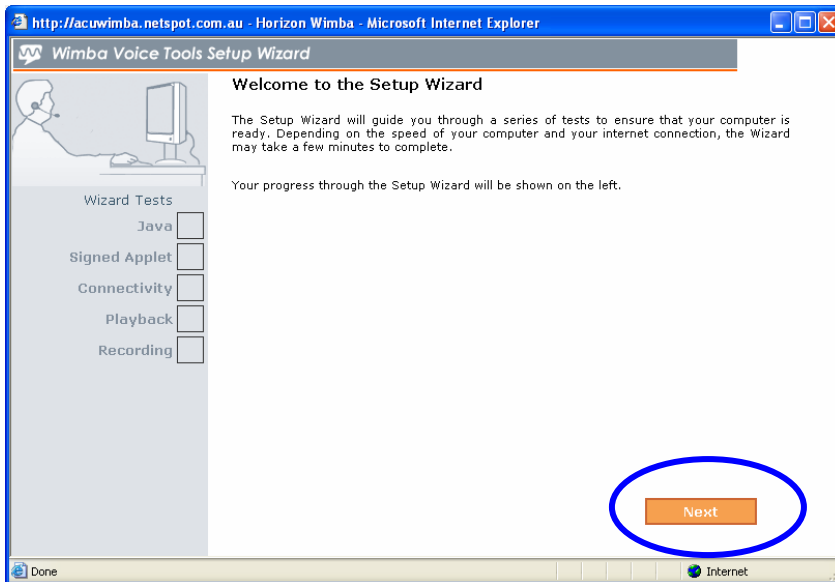 http://acuwimba.netspot.com.au - Horizon Wimba - Microsoft Internet Explorer
Wimba Voice Tools Setup Wizard
Welcome to the Setup Wizard
The Setup Wizard will guide you through a series of tests to ensure that your computer is
ready. Depending on the speed of your computer and your internet connection, the Wizard
may take a few minutes to complete.
Your progress through the Setup Wizard will be shown on the left.
Wizard Tests
Java
Signed Applet
Connectivity
Playback
Recording
Next
Done
Internet